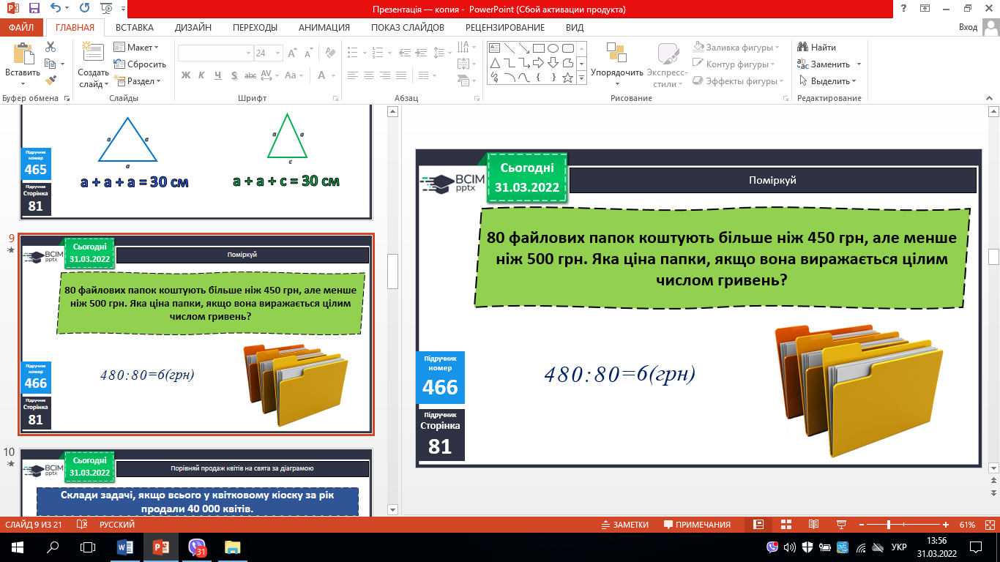 Презентація — копия - PowerPoint (Сбой активации продукта)
ФАЙЛ
ГЛАВНАЯ
ВСТАВКА
ДИЗАЙН
ПЕРЕХОДЫ
АНИМАЦИЯ
ПОКАЗ СЛАЙДОВ
РЕЦЕНЗИРОВАНИЕ
ВИД
Вход
Вставить
Создать
слайд
Макет
Сбросить
Раздел
24
Ж К Ч S abc AV Aa A
Упорядочить
Экспресс-
стили
Заливка фигуры
Контур фигуры
Эффекты фигуры
Найти
Заменить
Выделить
Буфер обмена
Слайды
Шрифт
Абзац
Рисование
Редактирование
a a
a
a a
c
a + a + a = 30 см
a + a + c = 30 см
Підручник
номер
465
Підручник
Сторінка
81
9
BCIM
pptx
Сьогодні
31.03.2022
Поміркуй
80 файлових папок коштують більше ніж 450 грн, але менше
ніж 500 грн. Яка ціна папки, якщо вона виражається цілим
числом гривень?
480:80=6(грн)
Підручник
номер
466
Підручник
Сторінка
81
10
BCIM
pptx
Сьогодні
31.03.2022
Порівняй продаж квітів на свята за діаграмою
Склади задачі, якщо всього у квітковому кіоску за рік
продали 40 000 квітів.
BCIM
pptx
Сьогодні
31.03.2022
Поміркуй
80 файлових папок коштують більше ніж 450 грн, але менше
ніж 500 грн. Яка ціна папки, якщо вона виражається цілим
числом гривень?
480:80=6(грн)
Підручник
номер
466
Підручник
Сторінка
81
СЛАЙД 9 ИЗ 21
РУССКИЙ
ЗАМЕТКИ
ПРИМЕЧАНИЯ
61%
31
УКР
13:56
31.03.2022